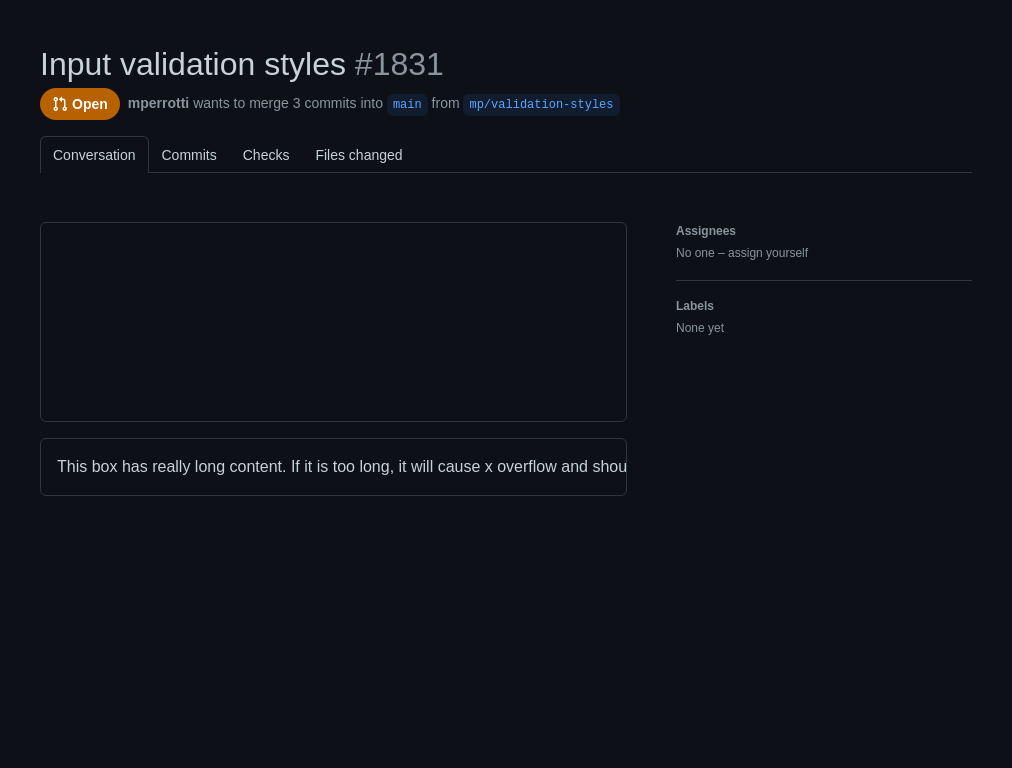 Input validation styles #1831
Open mperrotti wants to merge 3 commits into main from mp/validation-styles
Conversation Commits Checks Files changed
Assignees
No one – assign yourself
Labels
None yet
This box has really long content. If it is too long, it will cause x overflow and shou